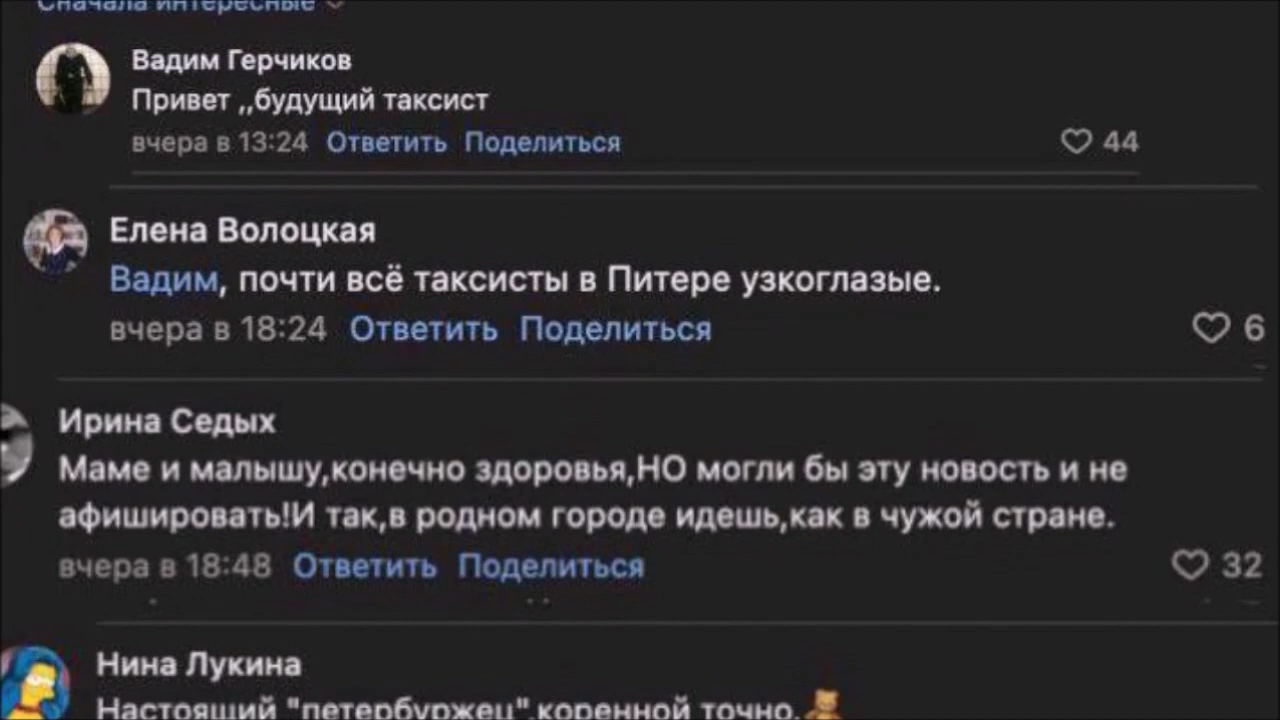 Сначала интересные
Вадим Герчиков
Привет ,,будущий таксист
вчера в 13:24 Ответить Поделиться 44
Елена Волоцкая
Вадим, почти всё таксисты в Питере узкоглазые.
вчера в 18:24 Ответить Поделиться 6
Ирина Седых
Маме и малышу,конечно здоровья,НО могли бы эту новость и не
афишировать!И так,в родном городе идешь,как в чужой стране.
вчера в 18:48 Ответить Поделиться 32
Нина Лукина
Настоящий "петербуржец",коренной точно.🧸